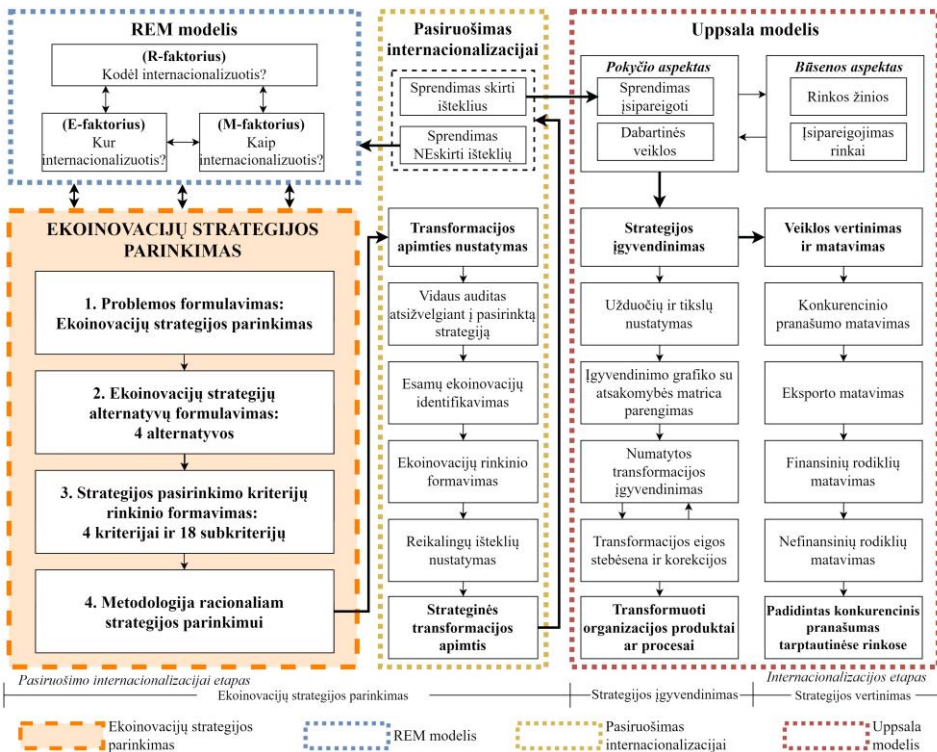 REM modelis
(R-faktorius)
Kodėl internacionalizuotis?
(E-faktorius)
Kur
internacionalizuotis?
(M-faktorius)
Kaip
internacionalizuotis?
EKOINOVACIJŲ STRATEGIJOS
PARINKIMAS
1. Problemos formulavimas:
Ekoinovacijų strategijos parinkimas
2. Ekoinovacijų strategijų
alternatyvų formulavimas:
4 alternatyvos
3. Strategijos pasirinkimo kriterijų
rinkinio formavimas:
4 kriterijai ir 18 subkriterijų
4. Metodologija racionaliam
strategijos parinkimui
Pasiruošimas
internacionalizacijai
Sprendimas skirti
išteklius
Sprendimas
NEskirti išteklių
Transformacijos
apimties nustatymas
Vidaus auditas
atsižvelgiant į pasirinktą
strategiją
Esamų ekoinovacijų
identifikavimas
Ekoinovacijų rinkinio
formavimas
Reikalingų išteklių
nustatymas
Strateginės
transformacijos
apimtis
Uppsala modelis
Pokyčio aspektas
Sprendimas
įsipareigoti
Dabartinės
veiklos
Būsenos aspektas
Rinkos žinios
Įsipareigojimas
rinkai
Strategijos
įgyvendinimas
Užduočių ir tikslų
nustatymas
Įgyvendinimo grafiko su
atsakomybės matrica
parengimas
Numatytos
transformacijos
įgyvendinimas
Transformacijos eigos
stebėsena ir korekcijos
Transformuoti
organizacijos produktai
ar procesai
Veiklos vertinimas
ir matavimas
Konkurencinio
pranašumo matavimas
Eksporto matavimas
Finansinių rodiklių
matavimas
Nefinansinių rodiklių
matavimas
Padidintas konkurencinis
pranašumas
tarptautinėse rinkose
Pasiruošimo internacionalizacijai etapas
Internacionalizacijos etapas
Ekoinovacijų strategijos parinkimas
Strategijos įgyvendinimas
Strategijos vertinimas
Ekoinovacijų strategijos
parinkimas
REM modelis
Pasiruošimas
internacionalizacijai
Uppsala
modelis